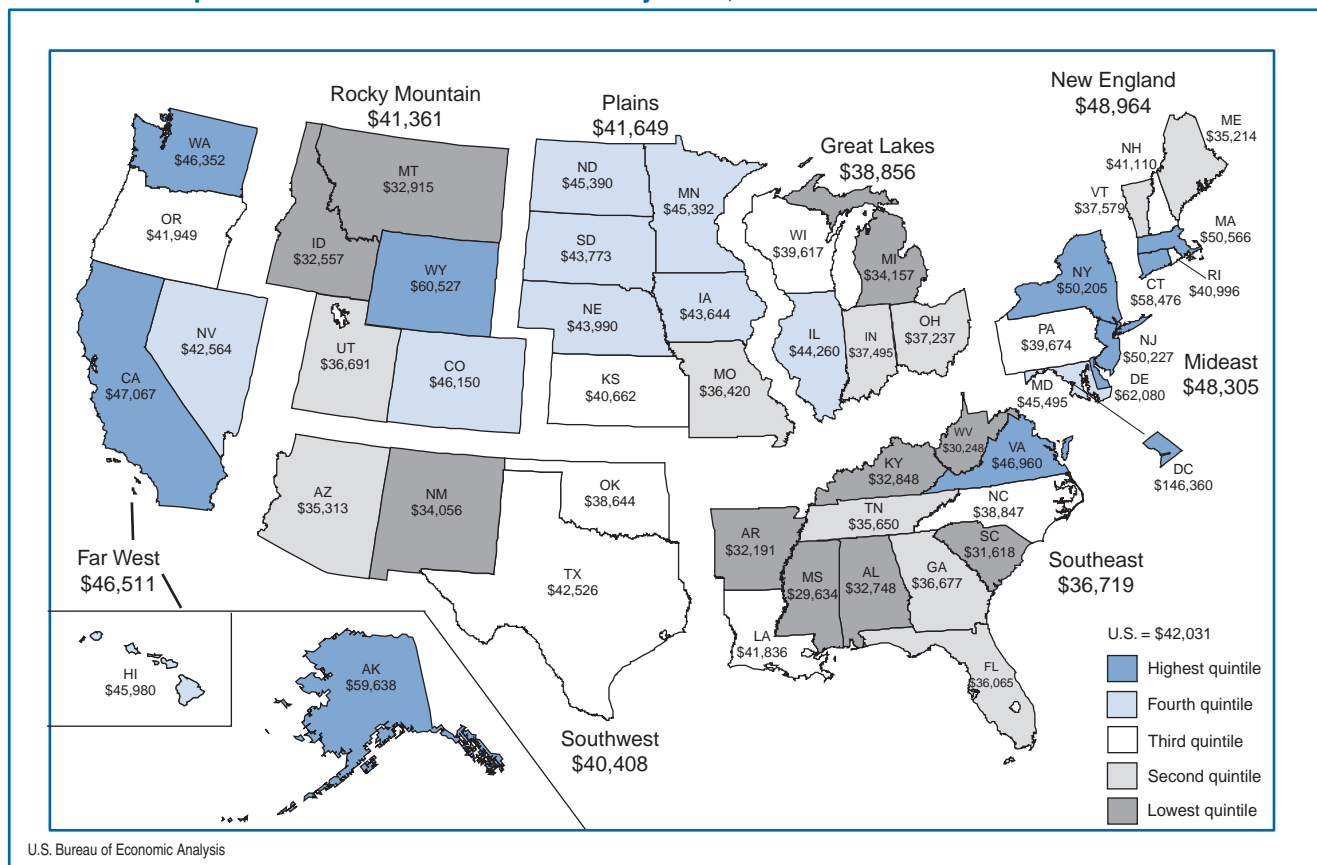 Rocky Mountain
$41,361
Plains
$41,649
Great Lakes
$38,856
New England
$48,964
WA
$46,352
OR
$41,949
CA
$47,067
NV
$42,564
MT
$32,915
ID
$32,557
WY
$60,527
UT
$36,691
CO
$46,150
ND
$45,390
SD
$43,773
NE
$43,990
KS
$40,662
MN
$45,392
IA
$43,644
MO
$36,420
WI
$39,617
MI
$34,157
IL
$44,260
IN
$37,495
OH
$37,237
ME
$35,214
NH
$41,110
VT
$37,579
MA
$50,566
RI
$40,996
CT
$58,476
NY
$50,205
PA
$39,674
NJ
$50,227
DE
$62,080
MD
$45,495
Mideast
$48,305
DC
$146,360
WV
$30,248
VA
$46,960
KY
$32,848
TN
$35,650
NC
$38,847
SC
$31,618
AR
$32,191
MS
$29,634
AL
$32,748
GA
$36,677
LA
$41,836
FL
$36,065
Southeast
$36,719
AZ
$35,313
NM
$34,056
OK
$38,644
TX
$42,526
Southwest
$40,408
Far West
$46,511
HI
$45,980
AK
$59,638
U.S. = $42,031
Highest quintile
Fourth quintile
Third quintile
Second quintile
Lowest quintile
U.S. Bureau of Economic Analysis